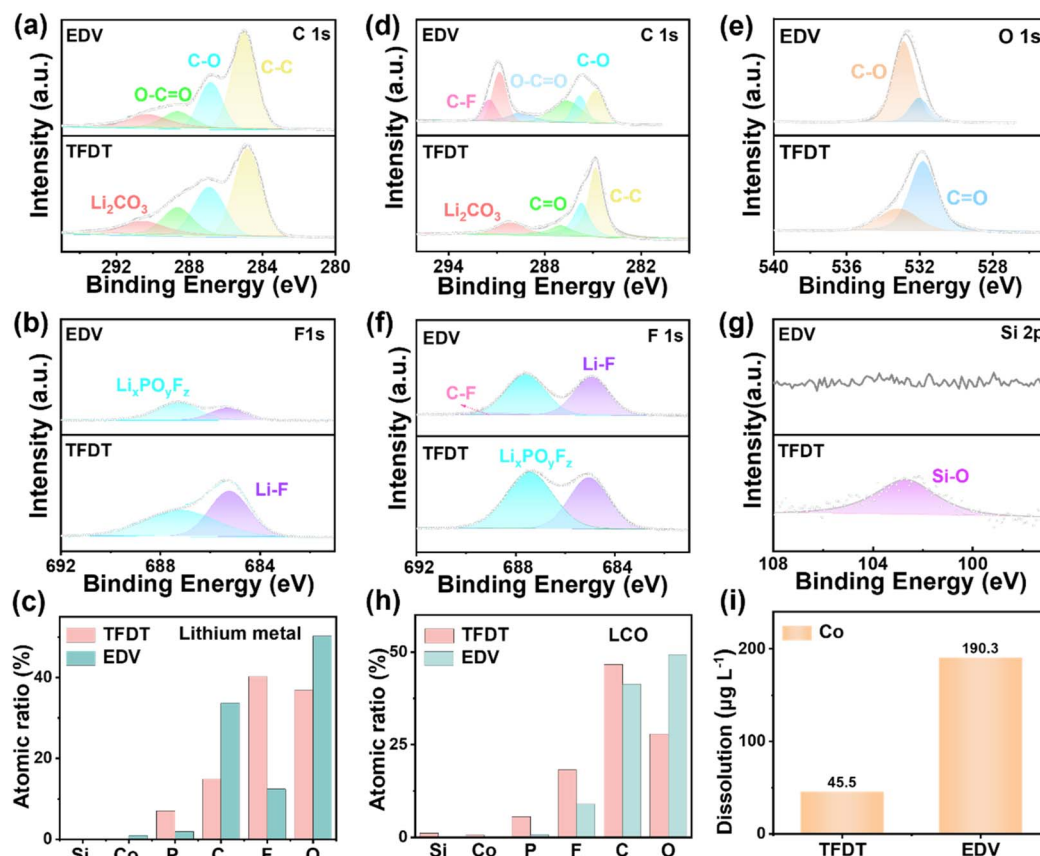 (a)
EDV
C 1s
C-O
C-C
O-C=O
TFDT
Li₂CO₃
Intensity (a.u.)
292 288 284 280
Binding Energy (eV)
(d)
EDV
C 1s
C-O
O-C=O
C-F
TFDT
C-C
Li₂CO₃
C=O
Intensity (a.u.)
294 288 282
Binding Energy (eV)
(e)
EDV
O 1s
C-O
TFDT
C=O
Intensity (a.u.)
540 536 532 528
Binding Energy (eV)
(b)
EDV
F1s
LiₓPOᵧF_z
TFDT
Li-F
Intensity (a.u.)
692 688 684
Binding Energy (eV)
(f)
EDV
F 1s
Li-F
C-F
TFDT
LiₓPOᵧF_z
Intensity (a.u.)
692 688 684
Binding Energy (eV)
(g)
EDV
Si 2p
TFDT
Si-O
Intensity(a.u.)
108 104 100
Binding Energy (eV)
(c)
TFDT
Lithium metal
EDV
Atomic ratio (%)
40
20
0
Si Co P C F O
(h)
TFDT
LCO
EDV
Atomic ratio (%)
50
25
0
Si Co P F C O
(i)
Co
190.3
45.5
Dissolution (µg L⁻¹)
200
100
0
TFDT EDV